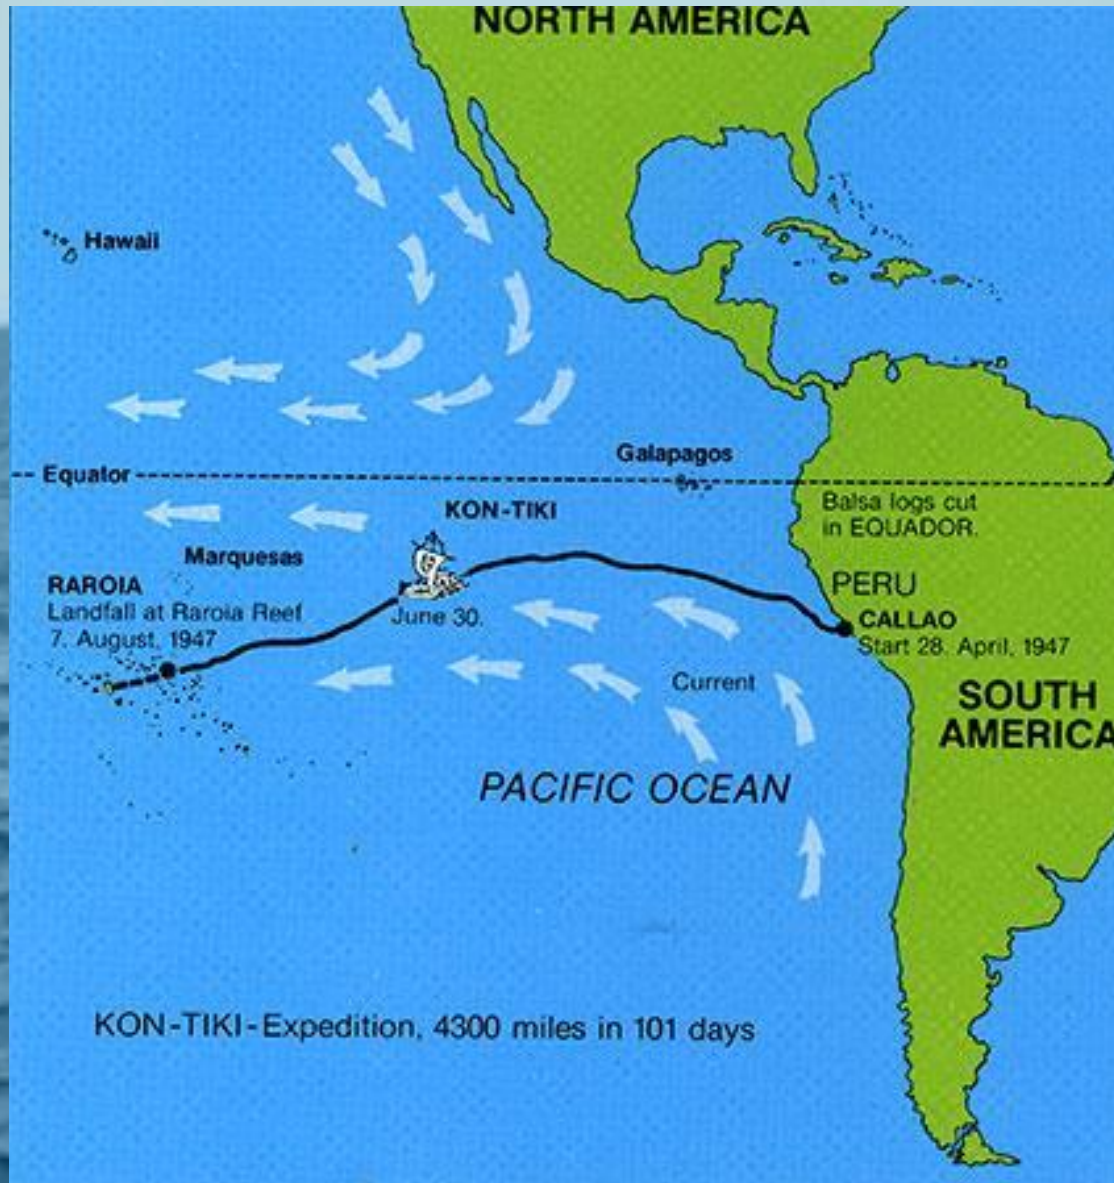 NORTH AMERICA
Hawaii
Galapagos
Equator
Balsa logs cut
in EQUADOR.
KON-TIKI
Marquesas
RAROIA
Landfall at Raroia Reef
7. August, 1947
June 30.
PERU
CALLAO
Start 28. April, 1947
Current
SOUTH
AMERICA
PACIFIC OCEAN
KON-TIKI-Expedition, 4300 miles in 101 days